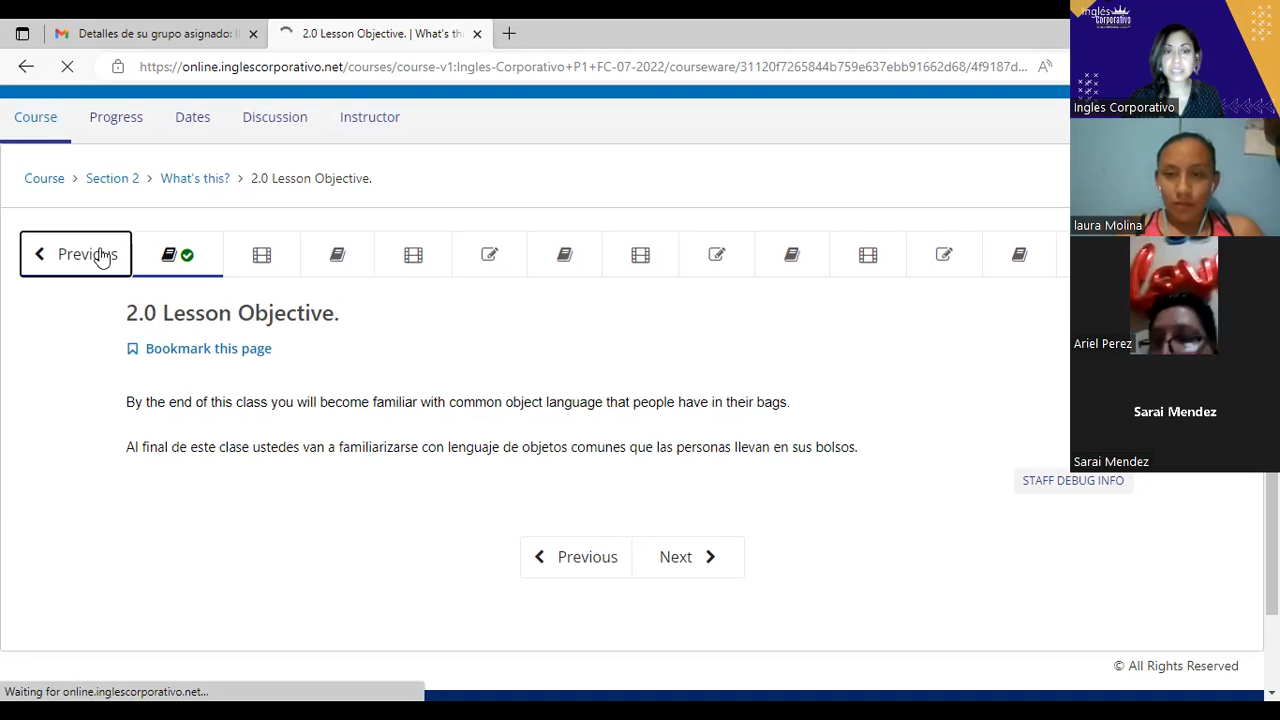 Detalles de su grupo asignado: I
2.0 Lesson Objective. | What's th
https://online.inglescorporativo.net/courses/course-v1:Ingles-Corporativo+P1+FC-07-2022/courseware/31120f7265844b759e637ebb91662d68/4f9187d...
Course
Progress
Dates
Discussion
Instructor
Course > Section 2 > What's this? > 2.0 Lesson Objective.
Previous
2.0 Lesson Objective.
Bookmark this page
By the end of this class you will become familiar with common object language that people have in their bags.
Al final de este clase ustedes van a familiarizarse con lenguaje de objetos comunes que las personas llevan en sus bolsos.
STAFF DEBUG INFO
Previous
Next
© All Rights Reserved
Waiting for online.inglescorporativo.net...
Inglés
Corporativo
Ingles Corporativo
laura Molina
Ariel Perez
Sarai Mendez
Sarai Mendez